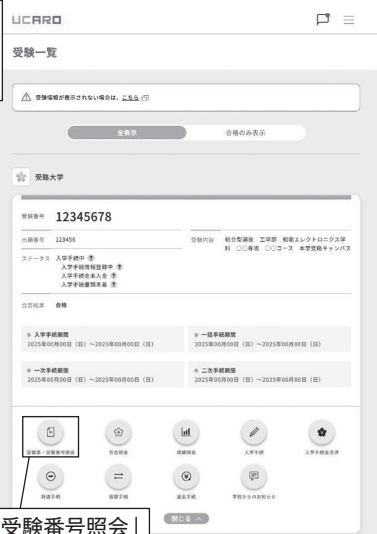 UCARO
受験一覧
受験情報が表示されない場合は、こちら
全表示 合格のみ表示
受路大学
受験番号 12345678
出願番号 123456 受験内容 総合型選抜 工学部 知能エレクトロニクス学
科 〇〇専攻 〇〇コース 本学受路キャンパス
ステータス 入学手続中 ?
入学手続情報登録中 ?
入学手続金未入金 ?
入学手続書類未着 ?
合否結果 合格
入学手続期間 一括手続期間
2025年00月00日（日）～2025年00月00日（日） 2025年00月00日（日）～2025年00月00日（日）
一次手続期間 二次手続期間
2025年00月00日（日）～2025年00月00日（日） 2025年00月00日（日）～2025年00月00日（日）
受験票・受験番号照会 合否照会 成績照会 入学手続 入学手続金決済
辞退手続 振替手続 返金手続 学校からのお知らせ
閉じる
受験番号照会」